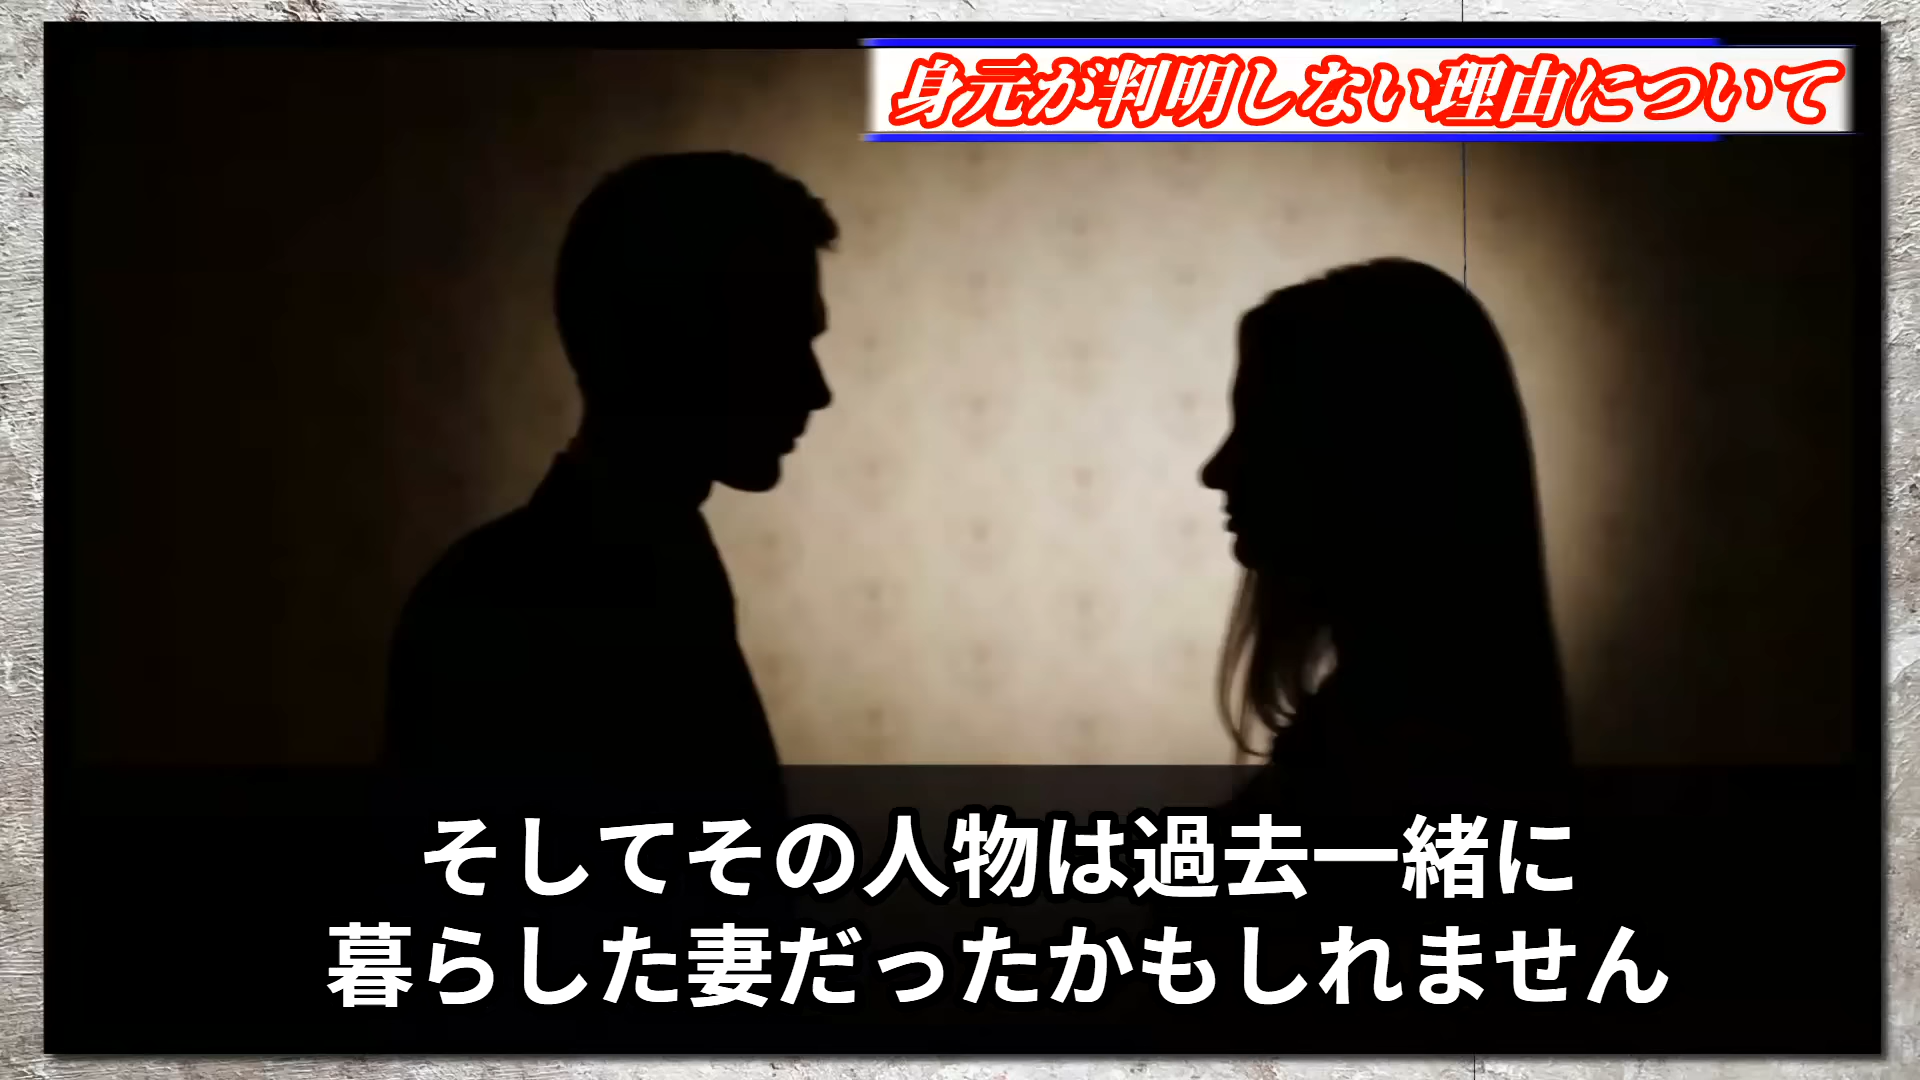 身元が判明しない理由について
そしてその人物は過去一緒に
暮らした妻だったかもしれません